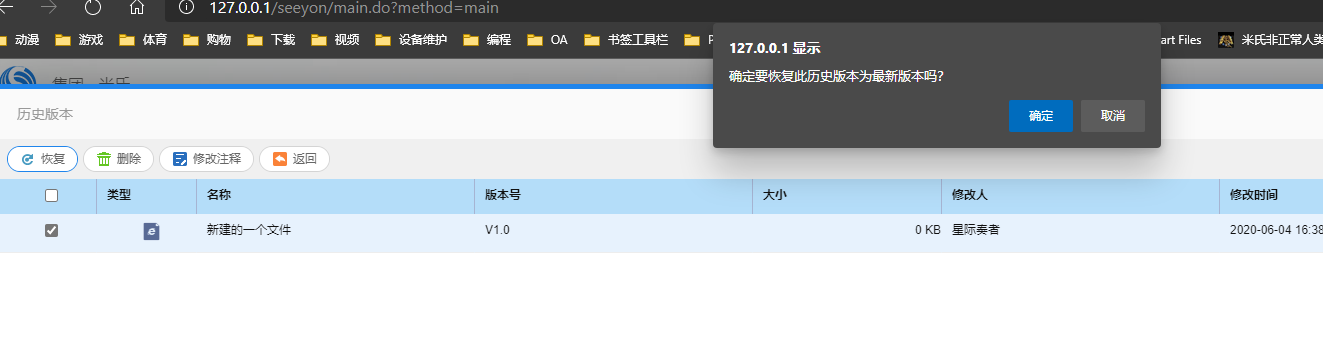 127.0.0.1/seeyon/main.do?method=main
动漫 游戏 体育 购物 下载 视频 设备维护 编程 OA 书签工具栏 P art Files 米氏非正常人类
127.0.0.1 显示
确定要恢复此历史版本为最新版本吗?
确定 取消
集团 米氏
历史版本
恢复 删除 修改注释 返回
类型 名称 版本号 大小 修改人 修改时间
新建的一个文件 V1.0 0 KB 星际奏者 2020-06-04 16:38